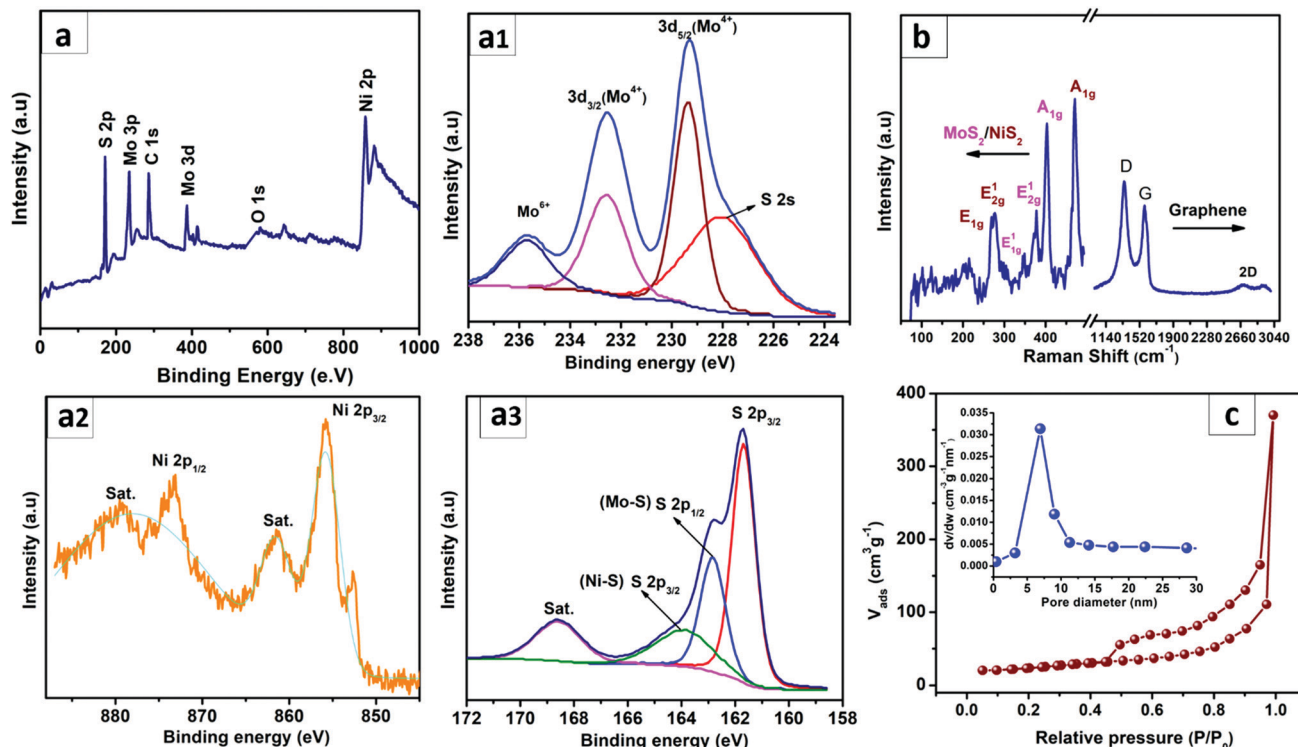 a
Intensity (a.u)
S 2p
Mo 3p
C 1s
Mo 3d
O 1s
Ni 2p
0 200 400 600 800 1000
Binding Energy (e.V)
a1
Intensity (a.u)
3d5/2(Mo4+)
3d3/2(Mo4+)
Mo6+
S 2s
238 236 234 232 230 228 226 224
Binding energy (eV)
b
Intensity (a.u)
A1g
A1g
MoS2/NiS2
E12g
E12g
E1g
E11g
D
G
Graphene
2D
100 200 300 400 1140 1520 1900 2280 2660 3040
Raman Shift (cm-1)
a2
Intensity (a.u)
Ni 2p3/2
Ni 2p1/2
Sat.
Sat.
880 870 860 850
Binding energy (eV)
a3
Intensity (a.u)
S 2p3/2
(Mo-S) S 2p1/2
(Ni-S) S 2p3/2
Sat.
172 170 168 166 164 162 160 158
Binding energy (eV)
c
Vads (cm3g-1)
400
300
200
100
0
dv/dw (cm-3g-1nm-1)
0.035
0.030
0.025
0.020
0.015
0.010
0.005
0.000
0 5 10 15 20 25 30
Pore diameter (nm)
0.0 0.2 0.4 0.6 0.8 1.0
Relative pressure (P/P0)